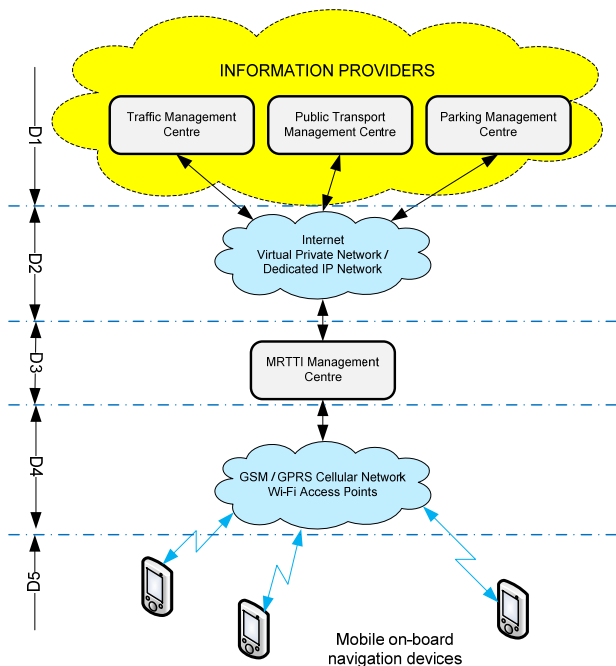 INFORMATION PROVIDERS
Traffic Management
Centre
Public Transport
Management Centre
Parking Management
Centre
D1
Internet
Virtual Private Network /
Dedicated IP Network
D2
MRTTI Management
Centre
D3
GSM / GPRS Cellular Network
Wi-Fi Access Points
D4
D5
Mobile on-board
navigation devices